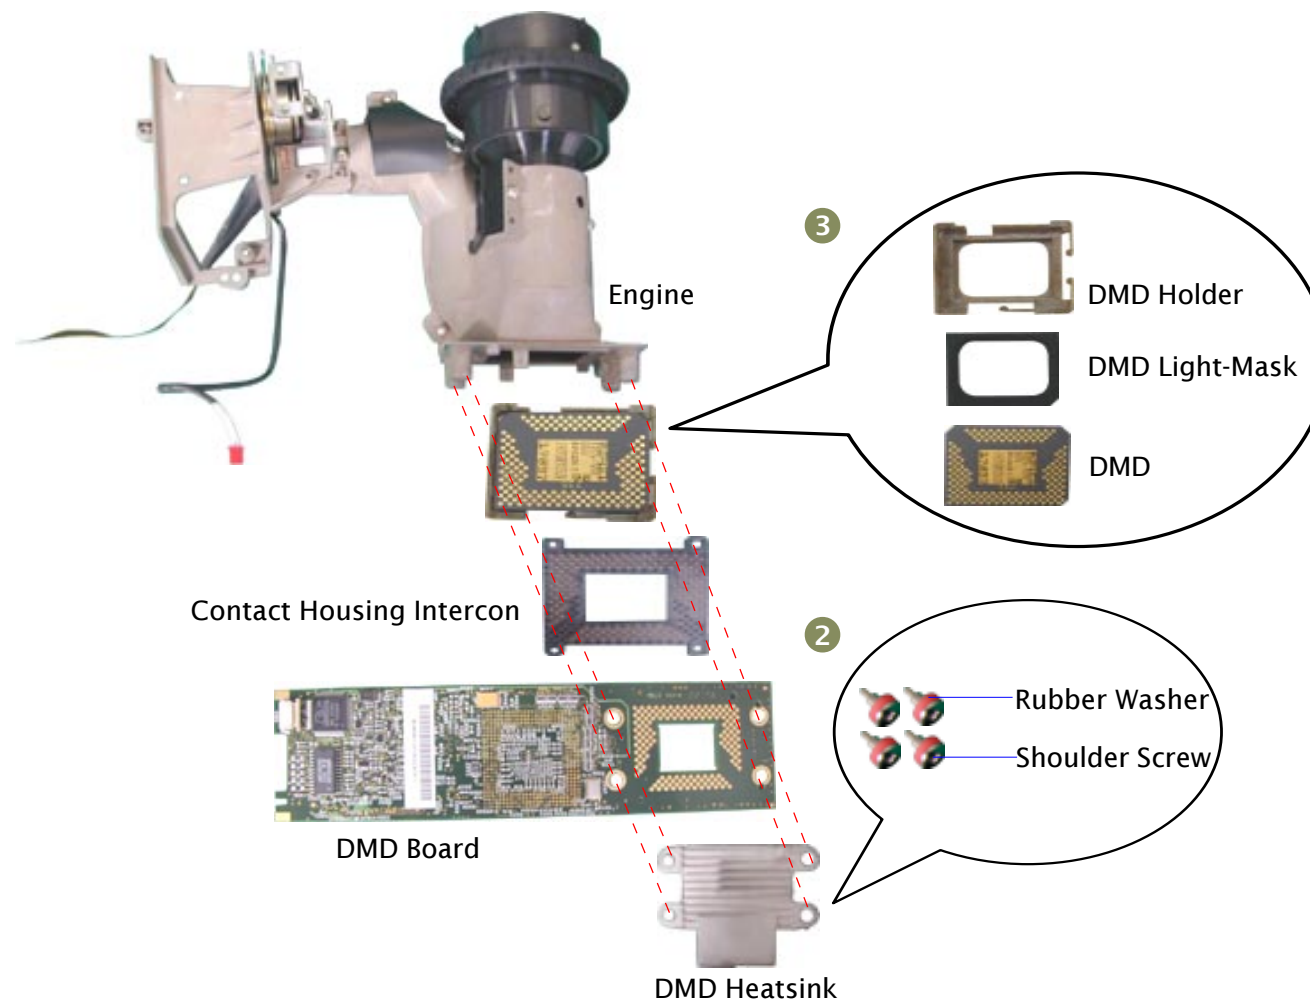 3
Engine
DMD Holder
DMD Light-Mask
DMD
Contact Housing Intercon
2
Rubber Washer
Shoulder Screw
DMD Board
DMD Heatsink